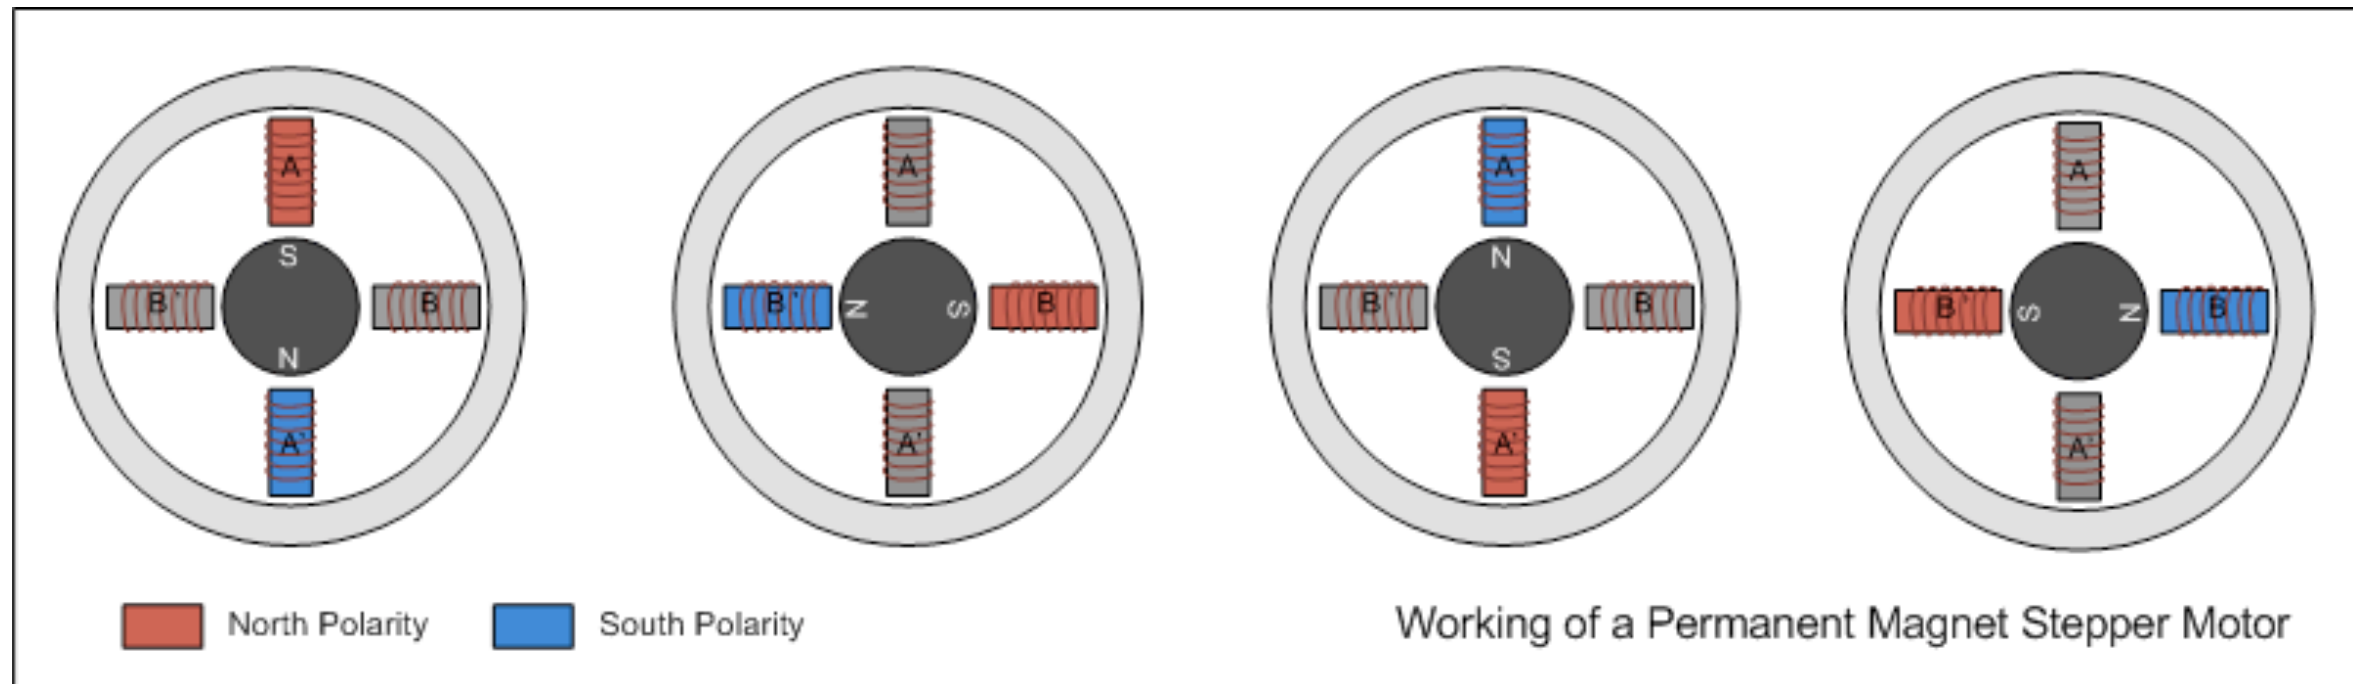 A
S
B'
B
N
A'
A
B'
N
S
B
A'
A
N
B'
B
S
A'
A
B'
S
N
B
A'
North Polarity
South Polarity
Working of a Permanent Magnet Stepper Motor